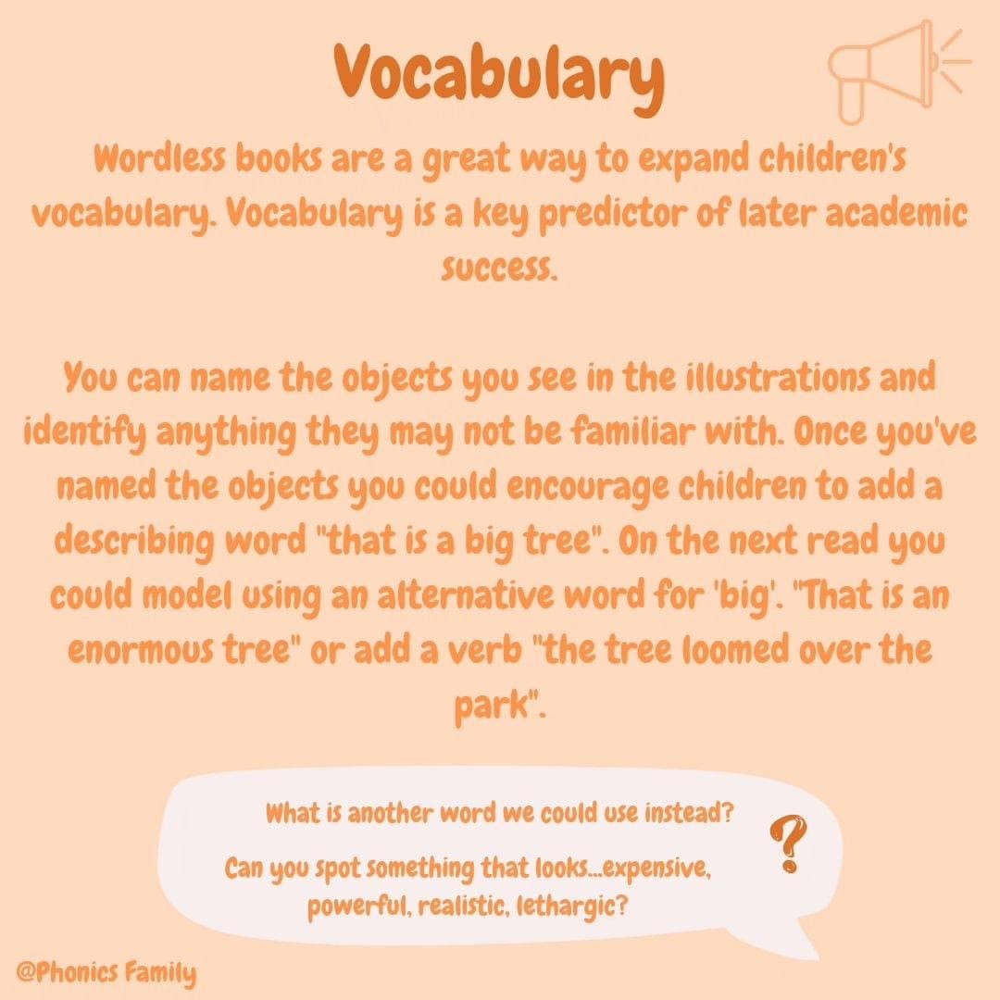 Vocabulary
Wordless books are a great way to expand children's
vocabulary. Vocabulary is a key predictor of later academic
success.
You can name the objects you see in the illustrations and
identify anything they may not be familiar with. Once you've
named the objects you could encourage children to add a
describing word "that is a big tree". On the next read you
could model using an alternative word for 'big'. "That is an
enormous tree" or add a verb "the tree loomed over the
park".
What is another word we could use instead?
?
Can you spot something that looks...expensive,
powerful, realistic, lethargic?
@Phonics Family